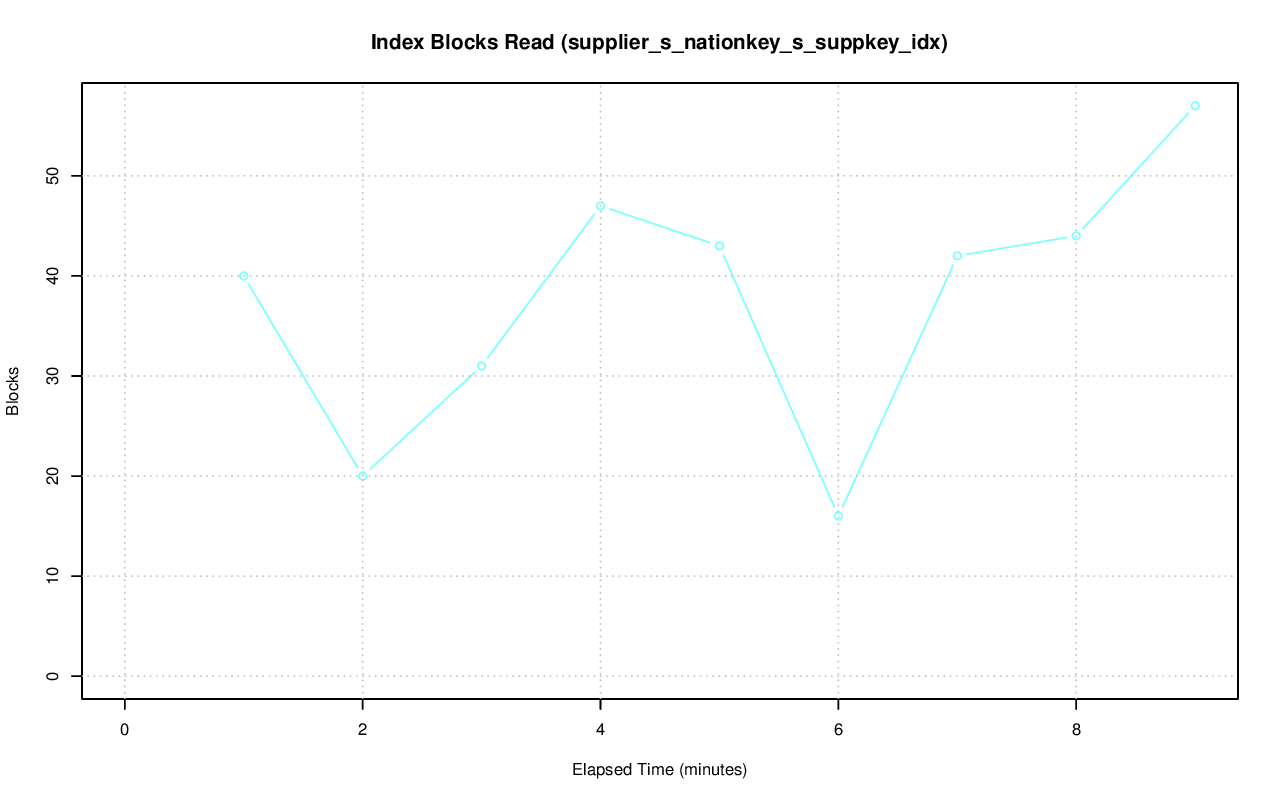 Index Blocks Read (supplier_s_nationkey_s_suppkey_idx)
Blocks
50
40
30
20
10
0
0 2 4 6 8
Elapsed Time (minutes)